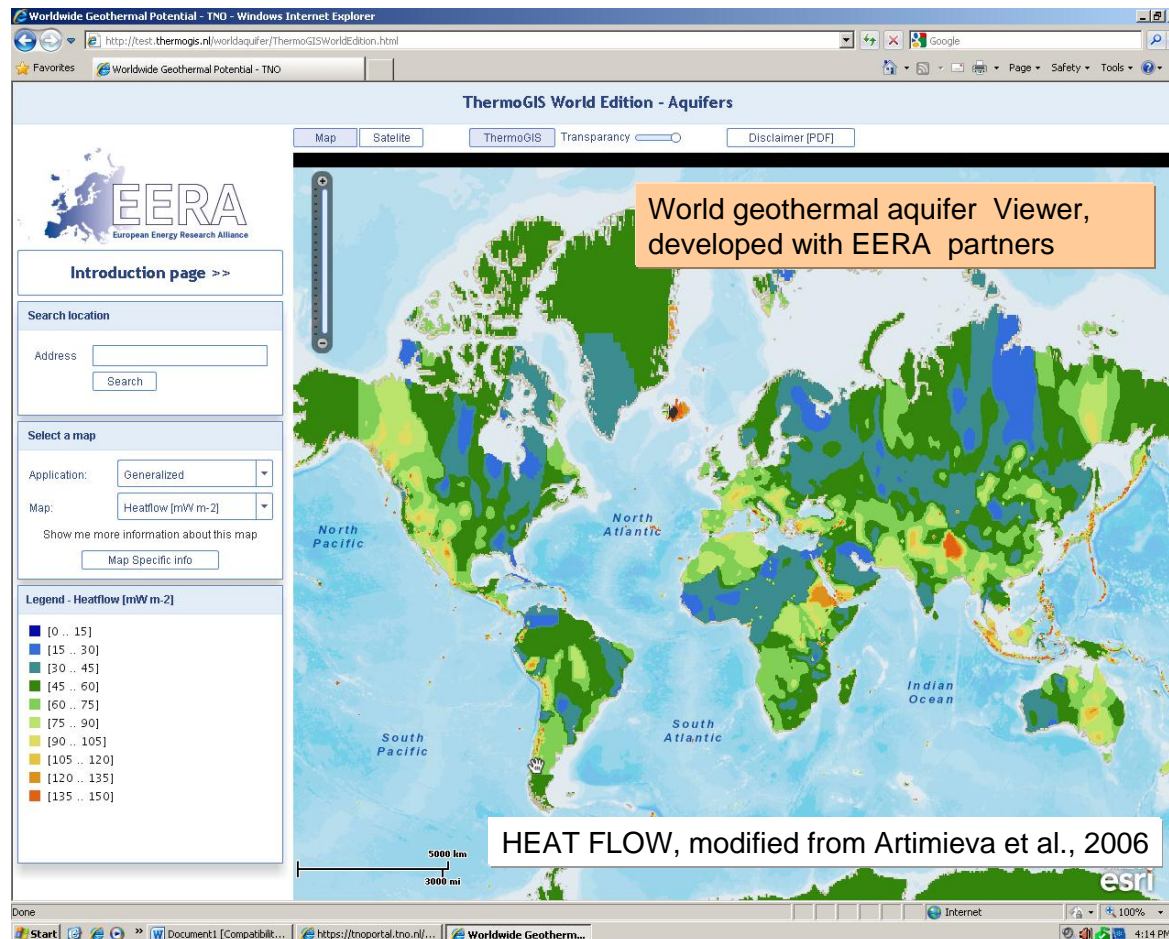 Worldwide Geothermal Potential - TNO - Windows Internet Explorer
http://test.thermogis.nl/worldaquifer/ThermoGISWorldEdition.html
Google
Favorites
Worldwide Geothermal Potential - TNO
Page
Safety
Tools
ThermoGIS World Edition - Aquifers
Map
Satelite
ThermoGIS
Transparancy
Disclaimer [PDF]
EERA
European Energy Research Alliance
Introduction page >>
Search location
Address
Search
Select a map
Application:
Generalized
Map:
Heatflow [mW m-2]
Show me more information about this map
Map Specific info
Legend - Heatflow [mW m-2]
[0 .. 15]
[15 .. 30]
[30 .. 45]
[45 .. 60]
[60 .. 75]
[75 .. 90]
[90 .. 105]
[105 .. 120]
[120 .. 135]
[135 .. 150]
World geothermal aquifer Viewer,
developed with EERA partners
North
Pacific
North
Atlantic
South
Pacific
South
Atlantic
Indian
Ocean
HEAT FLOW, modified from Artimieva et al., 2006
5000 km
3000 mi
esri
Done
Internet
100%
Start
Document1 [Compatibilit...
https://tnoportal.tno.nl/...
Worldwide Geotherm...
4:14 PM